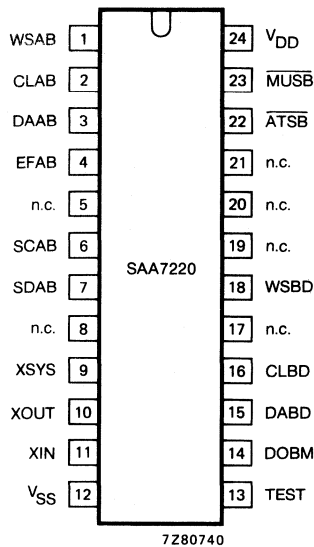 WSAB 1 24 VDD
CLAB 2 23 MUSB
DAAB 3 22 ATSB
EFAB 4 21 n.c.
n.c. 5 20 n.c.
SCAB 6 19 n.c.
SAA7220
SDAB 7 18 WSBD
n.c. 8 17 n.c.
XSYS 9 16 CLBD
XOUT 10 15 DABD
XIN 11 14 DOBM
VSS 12 13 TEST
7Z80740